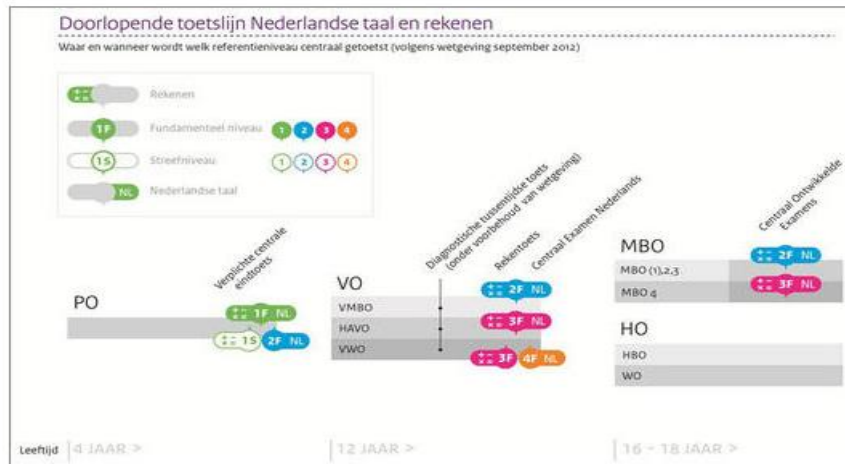 Doorlopende toetslijn Nederlandse taal en rekenen
Waar en wanneer wordt welk referentieniveau centraal getoetst (volgens wetgeving september 2012)
Rekenen
1F Fundamenteel niveau 1 2 3 4
1S Streefniveau 1 2 3 4
NL Nederlandse taal
Verplichte centrale
eindtoets
PO
1F NL
1S 2F NL
Diagnostische tussentijdse toets
(onder voorbehoud van wetgeving)
Rekentoets
Centraal Examen Nederlands
VO
VMBO
2F NL
HAVO
3F NL
VWO
3F 4F NL
Centraal Ontwikkelde
Examens
MBO
MBO (1),2,3
2F NL
MBO 4
3F NL
HO
HBO
WO
Leeftijd 4 JAAR > 12 JAAR > 16 - 18 JAAR >